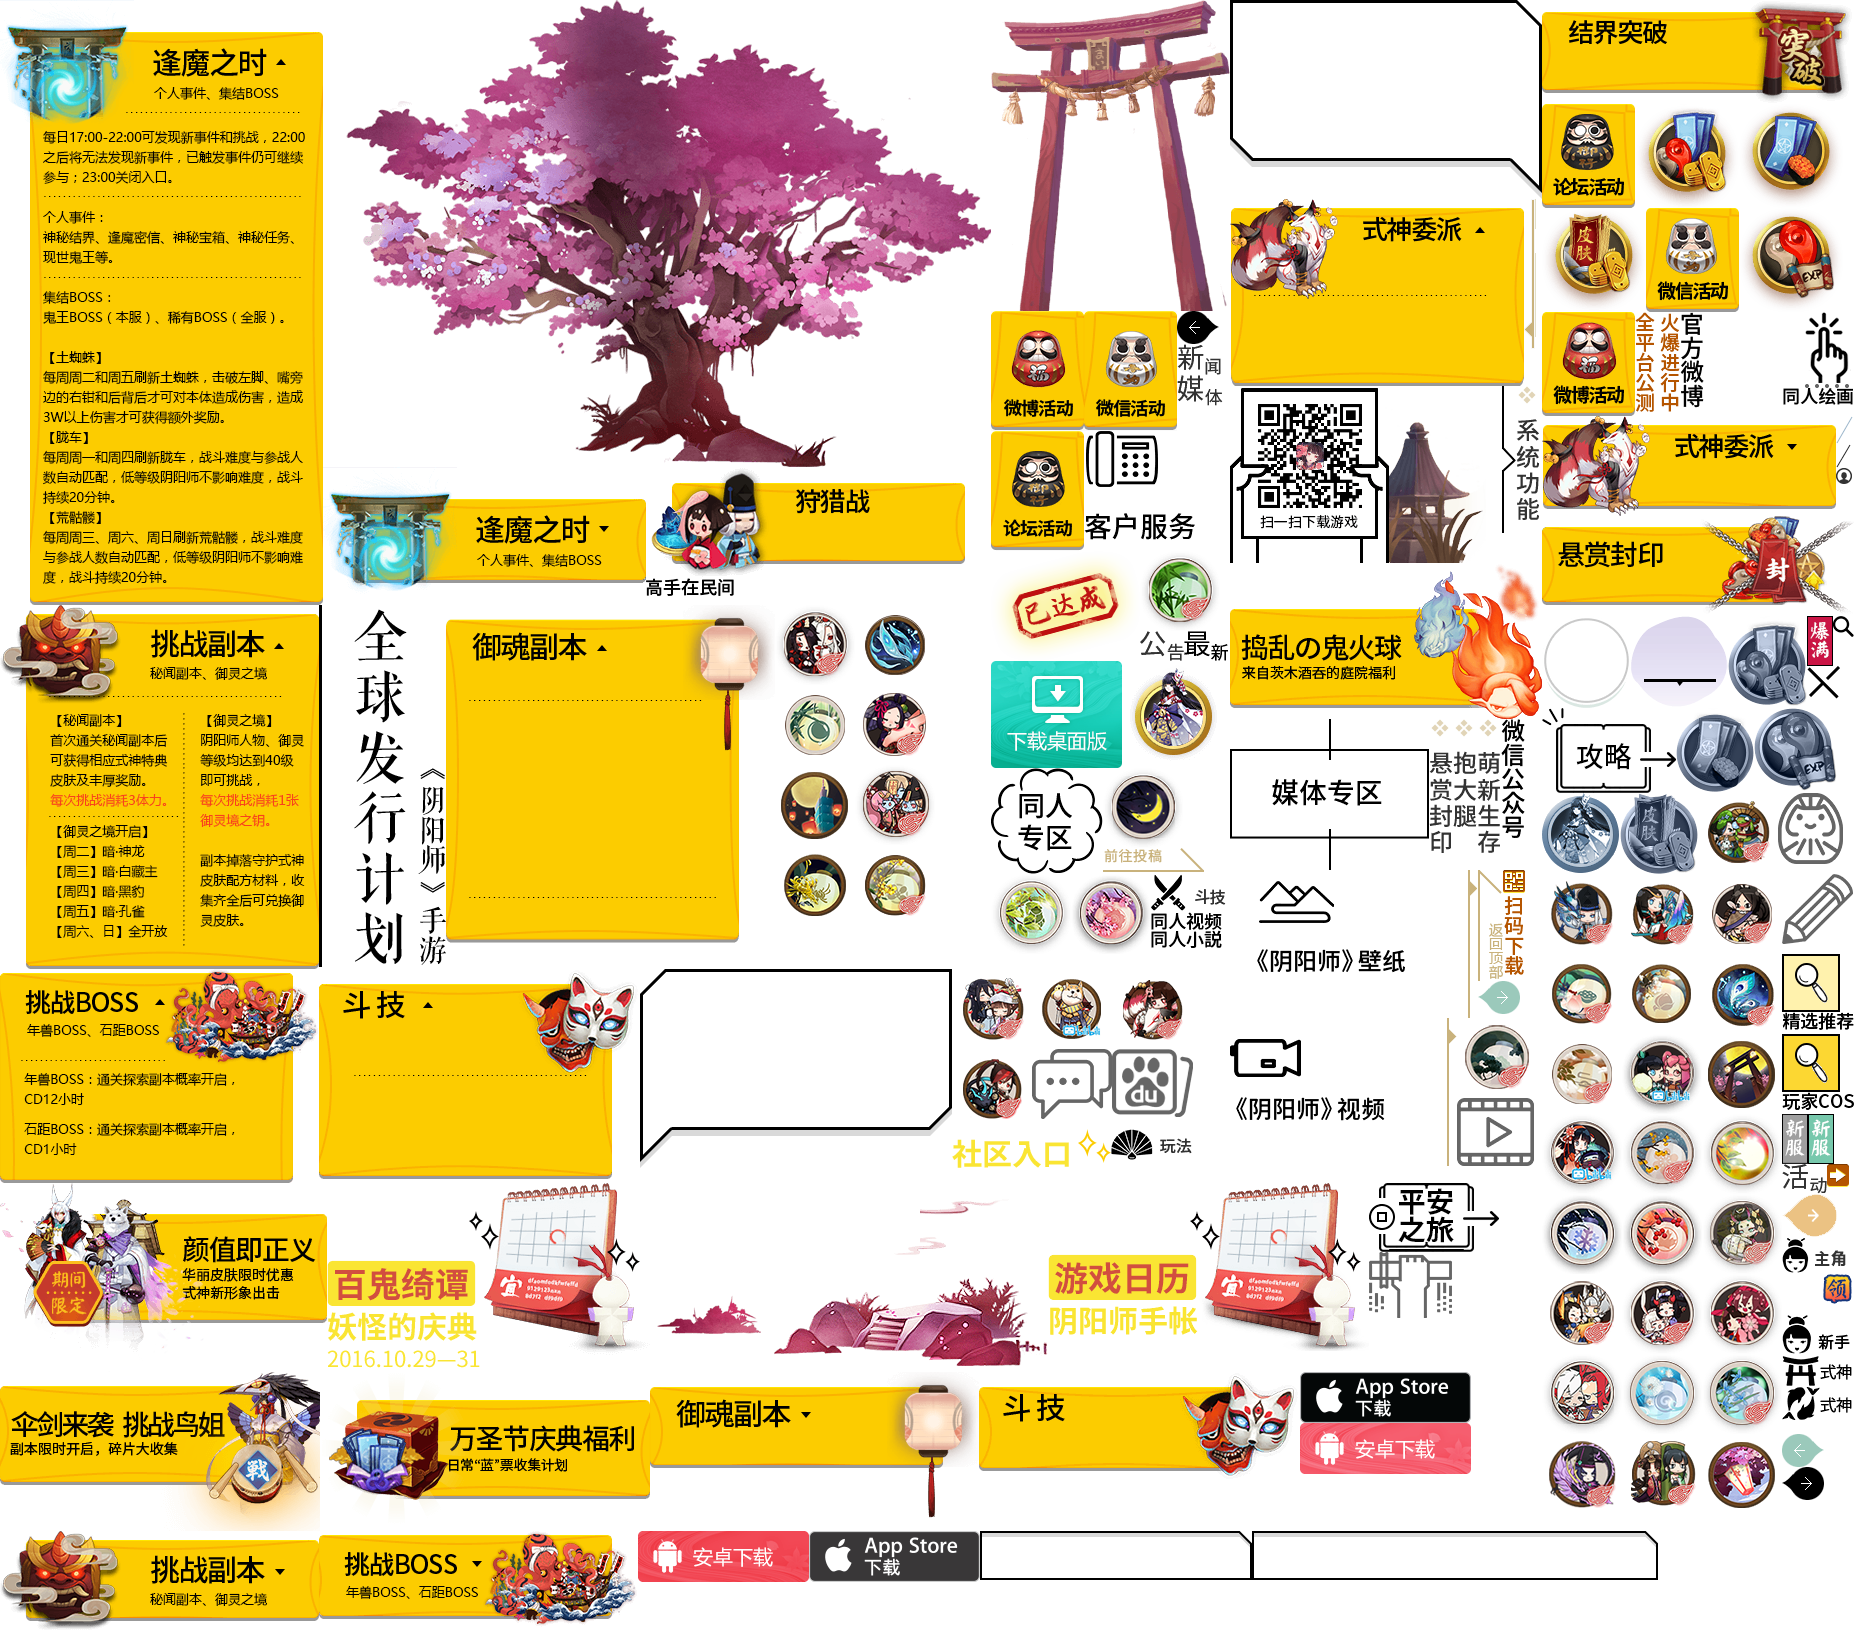 逢魔之时
个人事件、集结BOSS
每日17:00-22:00可发现新事件和挑战，22:00
之后将无法发现新事件，已触发事件仍可继续
参与；23:00关闭入口。
个人事件：
神秘结界、逢魔密信、神秘宝箱、神秘任务、
现世鬼王等。
集结BOSS：
鬼王BOSS（本服）、稀有BOSS（全服）。
【土蜘蛛】
每周周二和周五刷新土蜘蛛，击破左脚、嘴旁
边的右钳和后背后才可对本体造成伤害，造成
3W以上伤害才可获得额外奖励。
【胧车】
每周周一和周四刷新胧车，战斗难度与参战人
数自动匹配，低等级阴阳师不影响难度，战斗
持续20分钟。
【荒骷髅】
每周周三、周六、周日刷新荒骷髅，战斗难度
与参战人数自动匹配，低等级阴阳师不影响难
度，战斗持续20分钟。
逢魔之时
个人事件、集结BOSS
狩猎战
高手在民间
挑战副本
秘闻副本、御灵之境
【秘闻副本】
首次通关秘闻副本后
可获得相应式神特典
皮肤及丰厚奖励。
每次挑战消耗3体力。
【御灵之境开启】
【周二】暗·神龙
【周三】暗·白藏主
【周四】暗·黑豹
【周五】暗·孔雀
【周六、日】全开放
【御灵之境】
阴阳师人物、御灵
等级均达到40级
即可挑战，
每次挑战消耗1张
御灵境之钥。
副本掉落守护式神
皮肤配方材料，收
集齐全后可兑换御
灵皮肤。
全球发行计划
《阴阳师》手游
御魂副本
挑战BOSS
年兽BOSS、石距BOSS
年兽BOSS：通关探索副本概率开启，
CD12小时
石距BOSS：通关探索副本概率开启，
CD1小时
斗技
期间
限定
颜值即正义
华丽皮肤限时优惠
式神新形象出击
百鬼绮谭
妖怪的庆典
2016.10.29—31
宜
游戏日历
阴阳师手帐
宜
平安
之旅
伞剑来袭 挑战鸟姐
副本限时开启，碎片大收集
戰
万圣节庆典福利
日常“蓝”票收集计划
御魂副本
斗技
App Store
下载
安卓下载
挑战副本
秘闻副本、御灵之境
挑战BOSS
年兽BOSS、石距BOSS
安卓下载
App Store
下载
微博活动
微信活动
新闻
媒体
论坛活动
客户服务
已达成
公告
最新
下载桌面版
同人
专区
前往投稿
斗技
同人视频
同人小説
du
社区入口
玩法
式神委派
扫一扫下载游戏
系统功能
捣乱の鬼火球
来自茨木酒吞的庭院福利
媒体专区
悬赏封印
抱大腿
萌新生存
微信公众号
《阴阳师》壁纸
返回顶部
扫码下载
《阴阳师》视频
结界突破
突破
论坛活动
皮肤
微信活动
EXP
微博活动
全平台公测
火爆进行中
官方微博
同人绘画
式神委派
悬赏封印
封
爆满
攻略
EXP
皮肤
精选推荐
玩家COS
新服
新服
活动
主角
领
新手
式神
式神